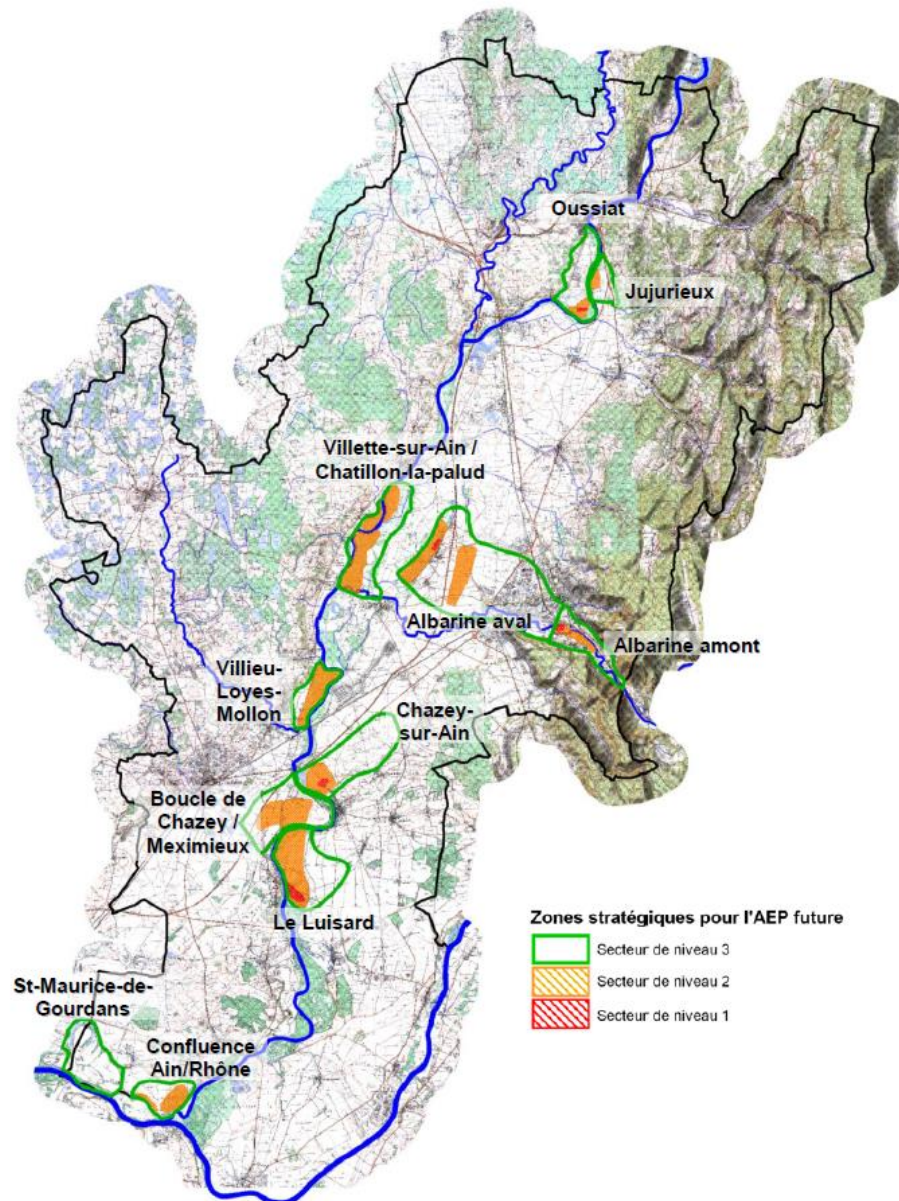 Oussiat
Jujurieux
Villette-sur-Ain /
Chatillon-la-palud
Albarine aval
Albarine amont
Villieu-
Loyes-
Mollon
Chazey-
sur-Ain
Boucle de
Chazey /
Meximieux
Le Luisard
St-Maurice-de-
Gourdans
Confluence
Ain/Rhône
Zones stratégiques pour l'AEP future
Secteur de niveau 3
Secteur de niveau 2
Secteur de niveau 1